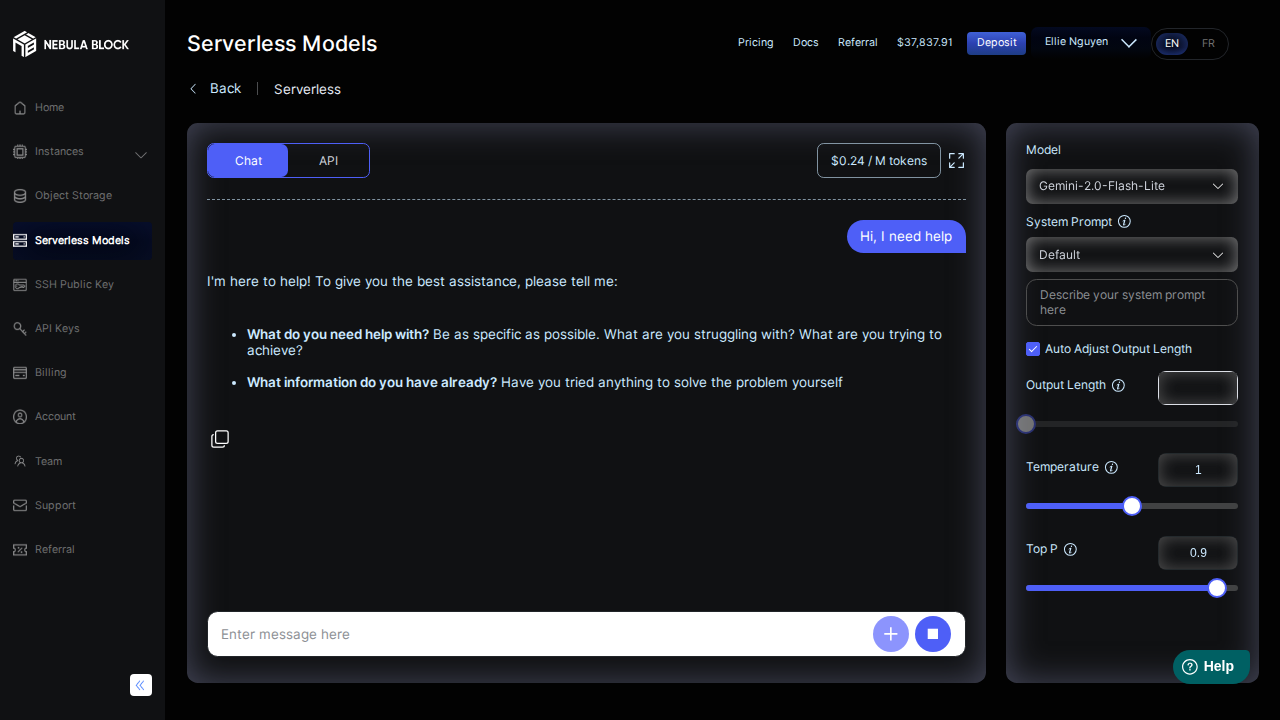 NEBULA BLOCK
Home
Instances
Object Storage
Serverless Models
SSH Public Key
API Keys
Billing
Account
Team
Support
Referral
Serverless Models
Pricing Docs Referral $37,837.91 Deposit Ellie Nguyen EN FR
Back Serverless
Chat API $0.24 / M tokens
Hi, I need help
I'm here to help! To give you the best assistance, please tell me:
• What do you need help with? Be as specific as possible. What are you struggling with? What are you trying to
achieve?
• What information do you have already? Have you tried anything to solve the problem yourself
Enter message here
Model
Gemini-2.0-Flash-Lite
System Prompt
Default
Describe your system prompt
here
Auto Adjust Output Length
Output Length
Temperature 1
Top P 0.9
Help